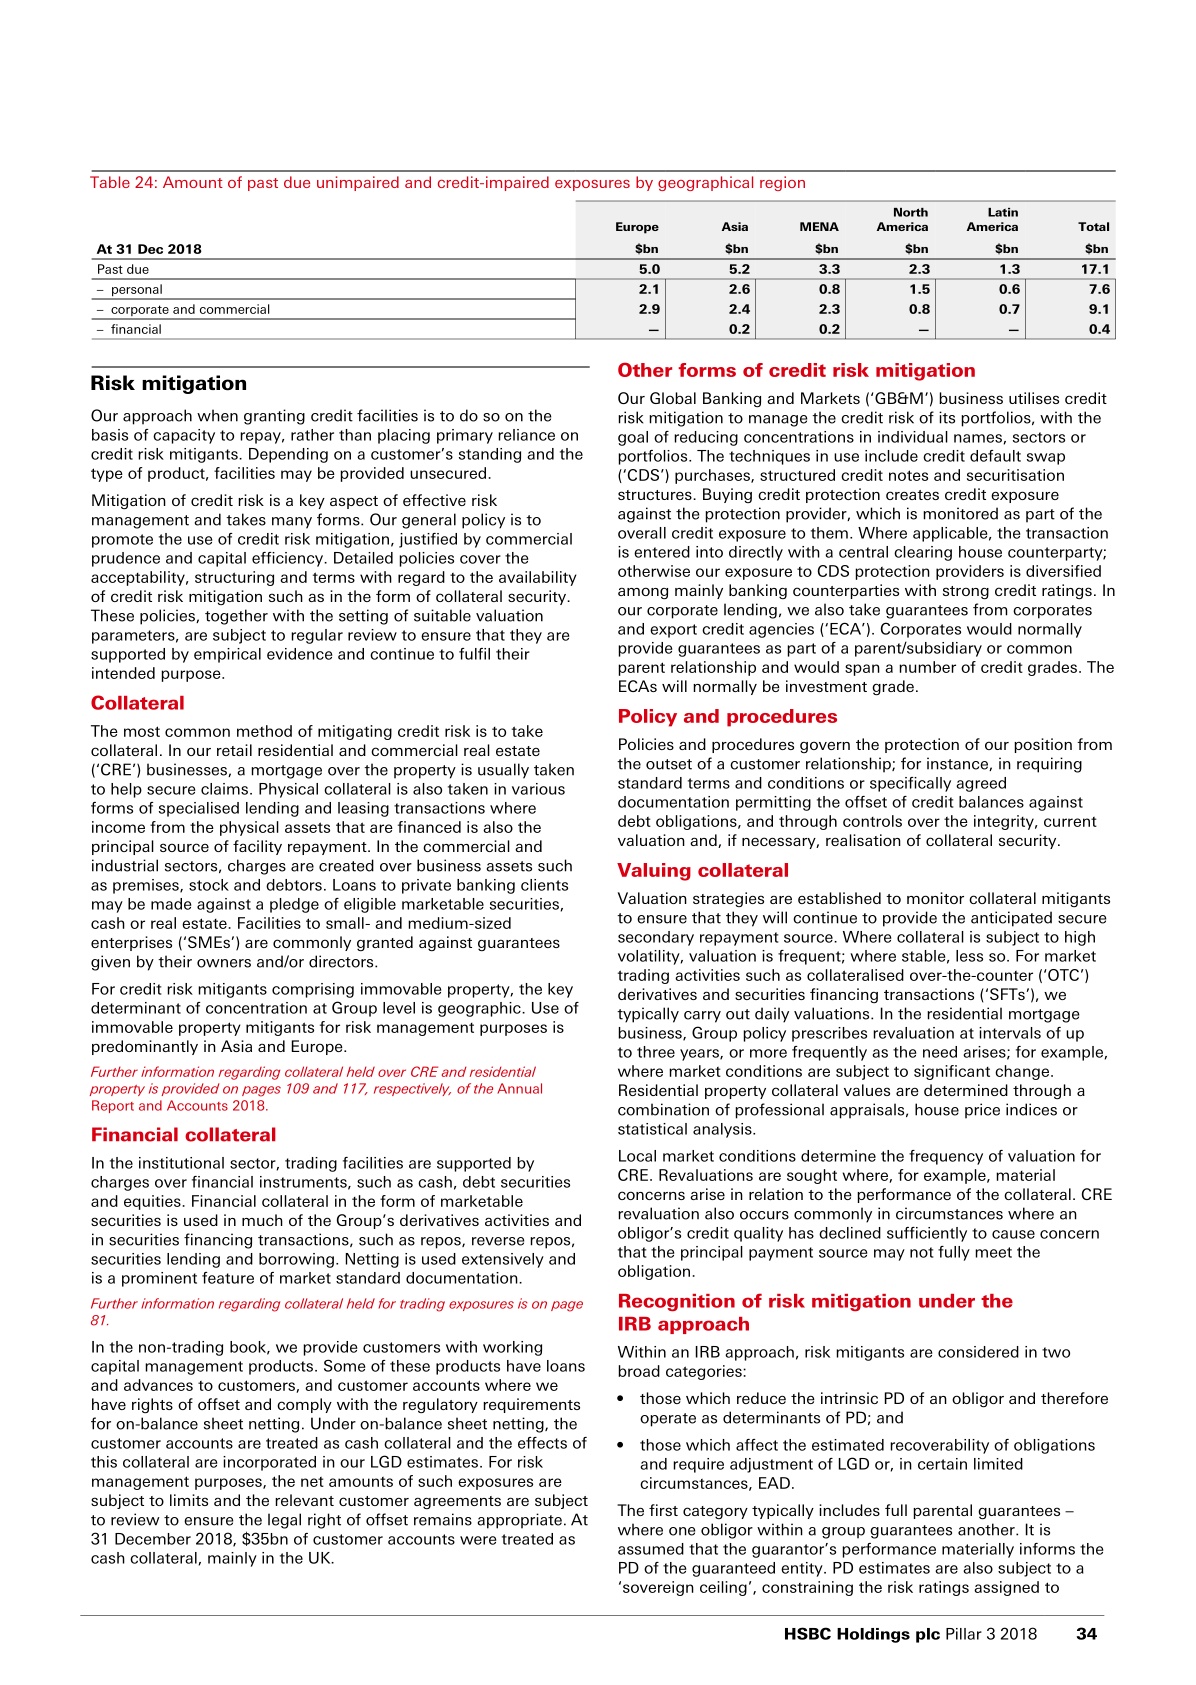 Table 24: Amount of past due unimpaired and credit-impaired exposures by geographical region
Europe Asia MENA North America Latin America Total
At 31 Dec 2018 $bn $bn $bn $bn $bn $bn
Past due 5.0 5.2 3.3 2.3 1.3 17.1
– personal 2.1 2.6 0.8 1.5 0.6 7.6
– corporate and commercial 2.9 2.4 2.3 0.8 0.7 9.1
– financial — 0.2 0.2 — — 0.4
Risk mitigation
Our approach when granting credit facilities is to do so on the
basis of capacity to repay, rather than placing primary reliance on
credit risk mitigants. Depending on a customer’s standing and the
type of product, facilities may be provided unsecured.
Mitigation of credit risk is a key aspect of effective risk
management and takes many forms. Our general policy is to
promote the use of credit risk mitigation, justified by commercial
prudence and capital efficiency. Detailed policies cover the
acceptability, structuring and terms with regard to the availability
of credit risk mitigation such as in the form of collateral security.
These policies, together with the setting of suitable valuation
parameters, are subject to regular review to ensure that they are
supported by empirical evidence and continue to fulfil their
intended purpose.
Collateral
The most common method of mitigating credit risk is to take
collateral. In our retail residential and commercial real estate
(‘CRE’) businesses, a mortgage over the property is usually taken
to help secure claims. Physical collateral is also taken in various
forms of specialised lending and leasing transactions where
income from the physical assets that are financed is also the
principal source of facility repayment. In the commercial and
industrial sectors, charges are created over business assets such
as premises, stock and debtors. Loans to private banking clients
may be made against a pledge of eligible marketable securities,
cash or real estate. Facilities to small- and medium-sized
enterprises (‘SMEs’) are commonly granted against guarantees
given by their owners and/or directors.
For credit risk mitigants comprising immovable property, the key
determinant of concentration at Group level is geographic. Use of
immovable property mitigants for risk management purposes is
predominantly in Asia and Europe.
Further information regarding collateral held over CRE and residential
property is provided on pages 109 and 117, respectively, of the Annual
Report and Accounts 2018.
Financial collateral
In the institutional sector, trading facilities are supported by
charges over financial instruments, such as cash, debt securities
and equities. Financial collateral in the form of marketable
securities is used in much of the Group’s derivatives activities and
in securities financing transactions, such as repos, reverse repos,
securities lending and borrowing. Netting is used extensively and
is a prominent feature of market standard documentation.
Further information regarding collateral held for trading exposures is on page
81.
In the non-trading book, we provide customers with working
capital management products. Some of these products have loans
and advances to customers, and customer accounts where we
have rights of offset and comply with the regulatory requirements
for on-balance sheet netting. Under on-balance sheet netting, the
customer accounts are treated as cash collateral and the effects of
this collateral are incorporated in our LGD estimates. For risk
management purposes, the net amounts of such exposures are
subject to limits and the relevant customer agreements are subject
to review to ensure the legal right of offset remains appropriate. At
31 December 2018, $35bn of customer accounts were treated as
cash collateral, mainly in the UK.
Other forms of credit risk mitigation
Our Global Banking and Markets (‘GB&M’) business utilises credit
risk mitigation to manage the credit risk of its portfolios, with the
goal of reducing concentrations in individual names, sectors or
portfolios. The techniques in use include credit default swap
(‘CDS’) purchases, structured credit notes and securitisation
structures. Buying credit protection creates credit exposure
against the protection provider, which is monitored as part of the
overall credit exposure to them. Where applicable, the transaction
is entered into directly with a central clearing house counterparty;
otherwise our exposure to CDS protection providers is diversified
among mainly banking counterparties with strong credit ratings. In
our corporate lending, we also take guarantees from corporates
and export credit agencies (‘ECA’). Corporates would normally
provide guarantees as part of a parent/subsidiary or common
parent relationship and would span a number of credit grades. The
ECAs will normally be investment grade.
Policy and procedures
Policies and procedures govern the protection of our position from
the outset of a customer relationship; for instance, in requiring
standard terms and conditions or specifically agreed
documentation permitting the offset of credit balances against
debt obligations, and through controls over the integrity, current
valuation and, if necessary, realisation of collateral security.
Valuing collateral
Valuation strategies are established to monitor collateral mitigants
to ensure that they will continue to provide the anticipated secure
secondary repayment source. Where collateral is subject to high
volatility, valuation is frequent; where stable, less so. For market
trading activities such as collateralised over-the-counter (‘OTC’)
derivatives and securities financing transactions (‘SFTs’), we
typically carry out daily valuations. In the residential mortgage
business, Group policy prescribes revaluation at intervals of up
to three years, or more frequently as the need arises; for example,
where market conditions are subject to significant change.
Residential property collateral values are determined through a
combination of professional appraisals, house price indices or
statistical analysis.
Local market conditions determine the frequency of valuation for
CRE. Revaluations are sought where, for example, material
concerns arise in relation to the performance of the collateral. CRE
revaluation also occurs commonly in circumstances where an
obligor’s credit quality has declined sufficiently to cause concern
that the principal payment source may not fully meet the
obligation.
Recognition of risk mitigation under the
IRB approach
Within an IRB approach, risk mitigants are considered in two
broad categories:
• those which reduce the intrinsic PD of an obligor and therefore
operate as determinants of PD; and
• those which affect the estimated recoverability of obligations
and require adjustment of LGD or, in certain limited
circumstances, EAD.
The first category typically includes full parental guarantees –
where one obligor within a group guarantees another. It is
assumed that the guarantor’s performance materially informs the
PD of the guaranteed entity. PD estimates are also subject to a
‘sovereign ceiling’, constraining the risk ratings assigned to
HSBC Holdings plc Pillar 3 2018 34